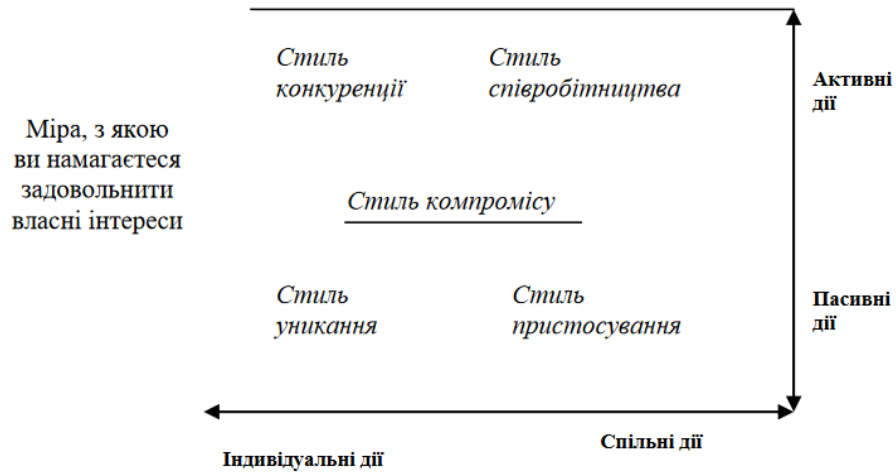 Стиль
конкуренції
Стиль
співробітництва
Активні
дії
Міра, з якою
ви намагаєтеся
задовольнити
власні інтереси
Стиль компромісу
Стиль
уникання
Стиль
пристосування
Пасивні
дії
Індивідуальні дії
Спільні дії